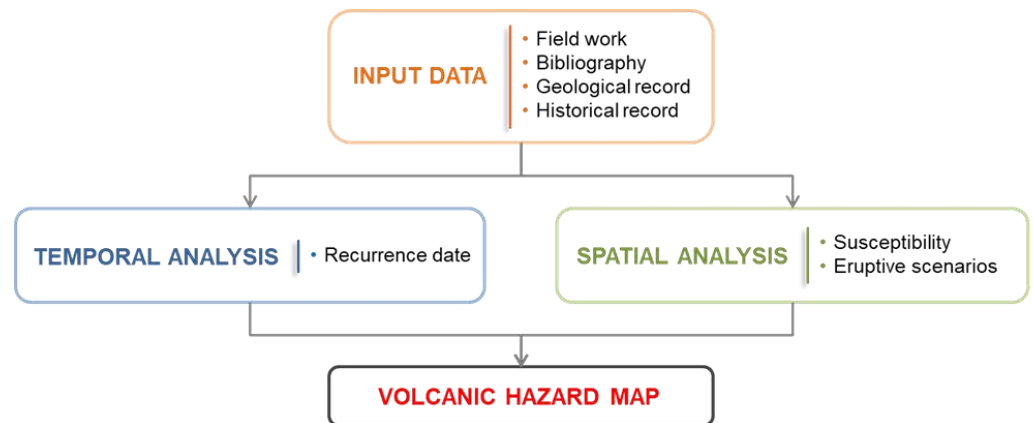 INPUT DATA
• Field work
• Bibliography
• Geological record
• Historical record
TEMPORAL ANALYSIS
• Recurrence date
SPATIAL ANALYSIS
• Susceptibility
• Eruptive scenarios
VOLCANIC HAZARD MAP